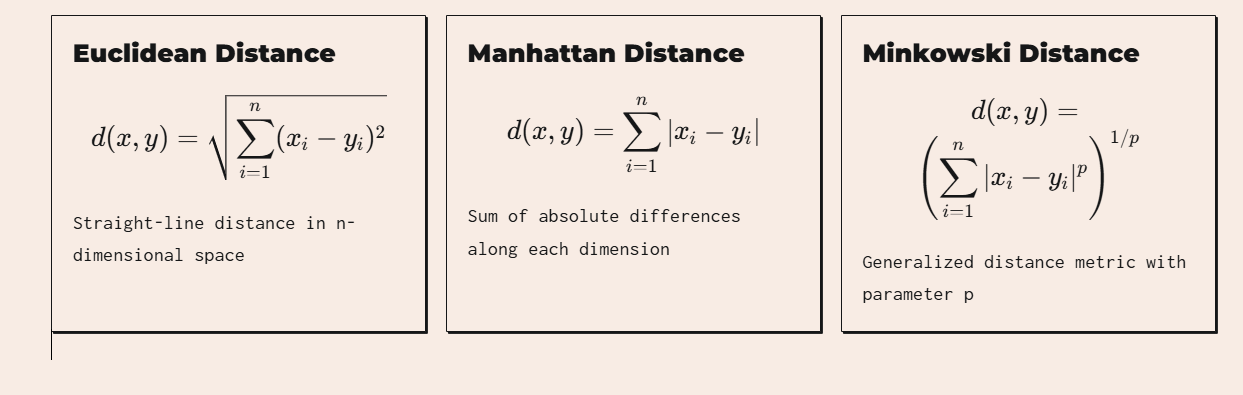 Euclidean Distance
d(x, y) = √(∑_{i=1}^{n} (x_i − y_i)²)
Straight-line distance in n-
dimensional space
Manhattan Distance
d(x, y) = ∑_{i=1}^{n} |x_i − y_i|
Sum of absolute differences
along each dimension
Minkowski Distance
d(x, y) =
(∑_{i=1}^{n} |x_i − y_i|^p)^{1/p}
Generalized distance metric with
parameter p